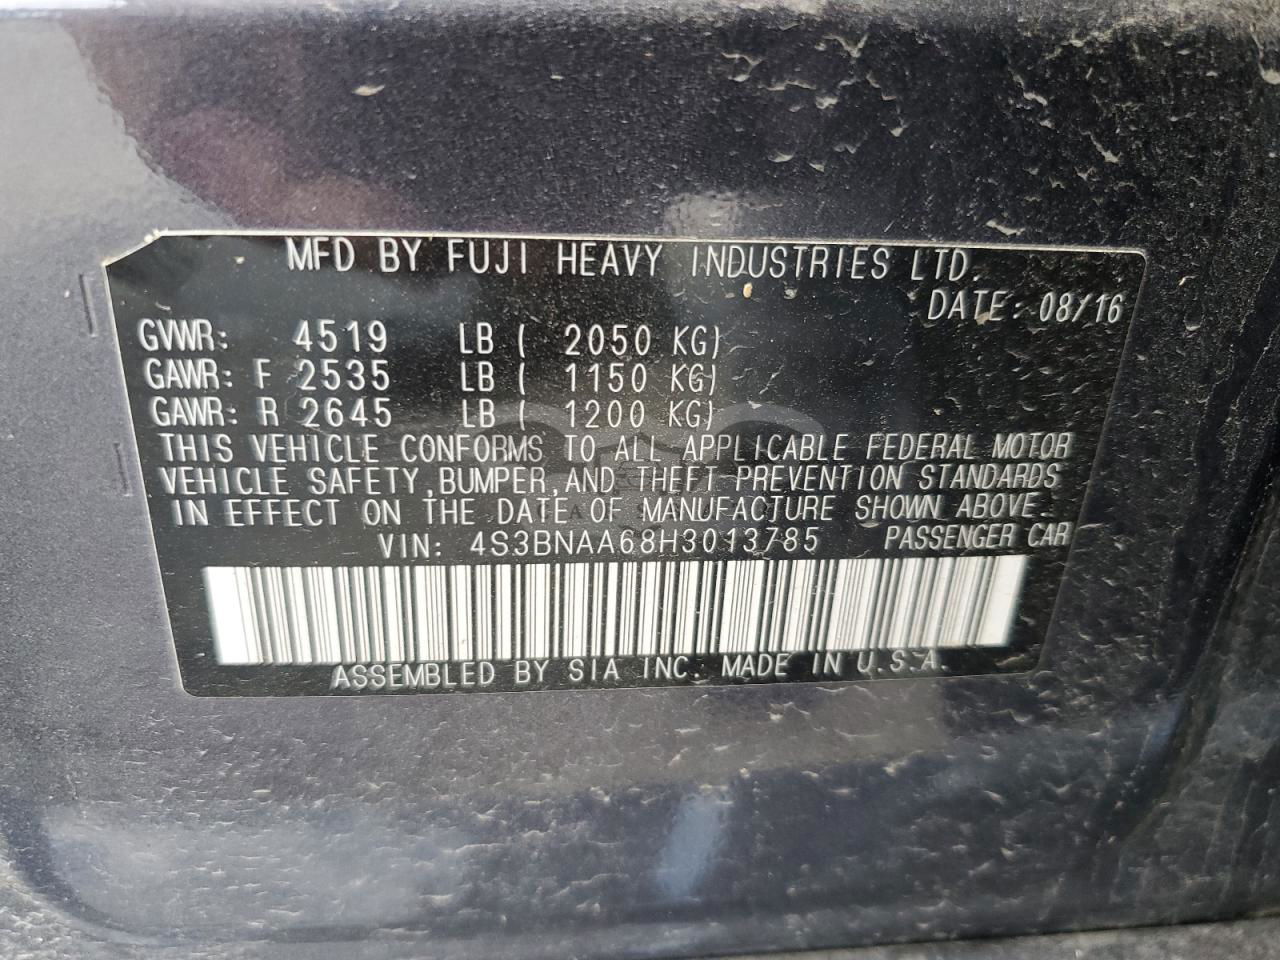 MFD BY FUJI HEAVY INDUSTRIES LTD.
DATE: 08/16
GVWR: 4519 LB ( 2050 KG)
GAWR: F 2535 LB ( 1150 KG)
GAWR: R 2645 LB ( 1200 KG)
THIS VEHICLE CONFORMS TO ALL APPLICABLE FEDERAL MOTOR
VEHICLE SAFETY,BUMPER,AND THEFT PREVENTION STANDARDS
IN EFFECT ON THE DATE OF MANUFACTURE SHOWN ABOVE.
VIN: 4S3BNAA68H3013785 PASSENGER CAR
ASSEMBLED BY SIA INC. MADE IN U.S.A.